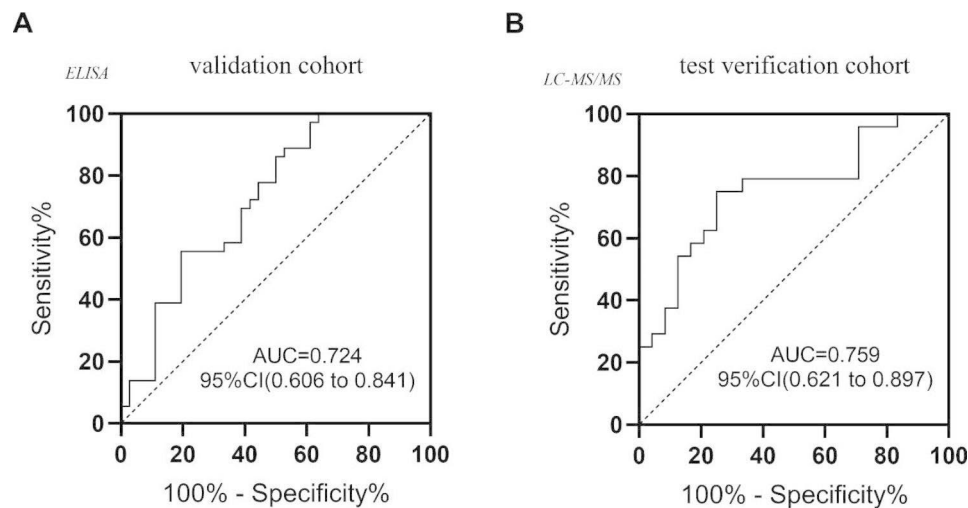 A
ELISA
validation cohort
100
80
60
40
20
0
Sensitivity%
AUC=0.724
95%CI(0.606 to 0.841)
0 20 40 60 80 100
100% - Specificity%
B
LC-MS/MS
test verification cohort
100
80
60
40
20
0
Sensitivity%
AUC=0.759
95%CI(0.621 to 0.897)
0 20 40 60 80 100
100% - Specificity%